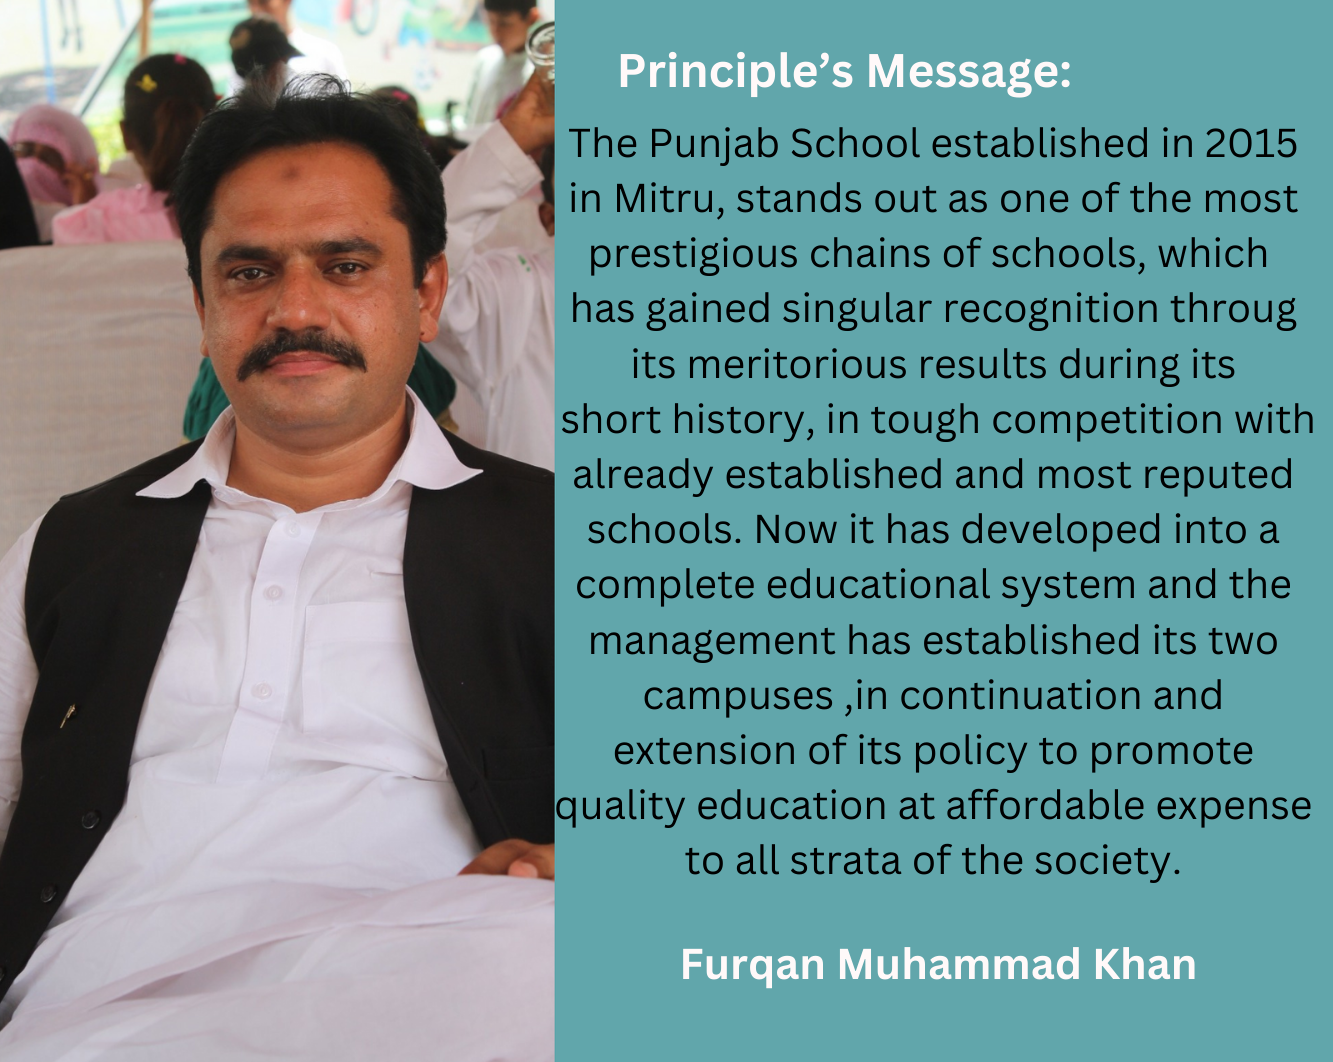 Principle’s Message:
The Punjab School established in 2015
in Mitru, stands out as one of the most
prestigious chains of schools, which
has gained singular recognition throug
its meritorious results during its
short history, in tough competition with
already established and most reputed
schools. Now it has developed into a
complete educational system and the
management has established its two
campuses ,in continuation and
extension of its policy to promote
quality education at affordable expense
to all strata of the society.
Furqan Muhammad Khan